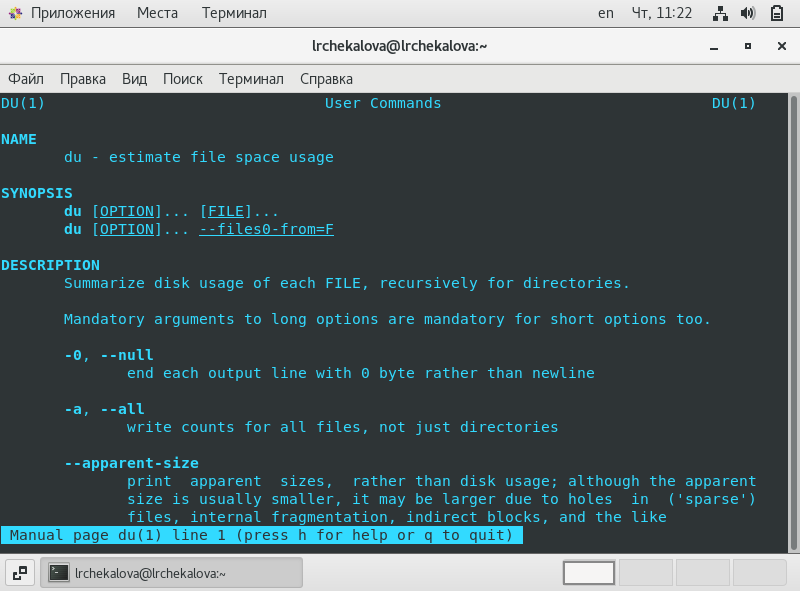 Приложения Места Терминал en Чт, 11:22
lrchekalova@lrchekalova:~
Файл Правка Вид Поиск Терминал Справка
DU(1) User Commands DU(1)
NAME
du - estimate file space usage
SYNOPSIS
du [OPTION]... [FILE]...
du [OPTION]... --files0-from=F
DESCRIPTION
Summarize disk usage of each FILE, recursively for directories.
Mandatory arguments to long options are mandatory for short options too.
-0, --null
end each output line with 0 byte rather than newline
-a, --all
write counts for all files, not just directories
--apparent-size
print apparent sizes, rather than disk usage; although the apparent
size is usually smaller, it may be larger due to holes in ('sparse')
files, internal fragmentation, indirect blocks, and the like
Manual page du(1) line 1 (press h for help or q to quit)
lrchekalova@lrchekalova:~